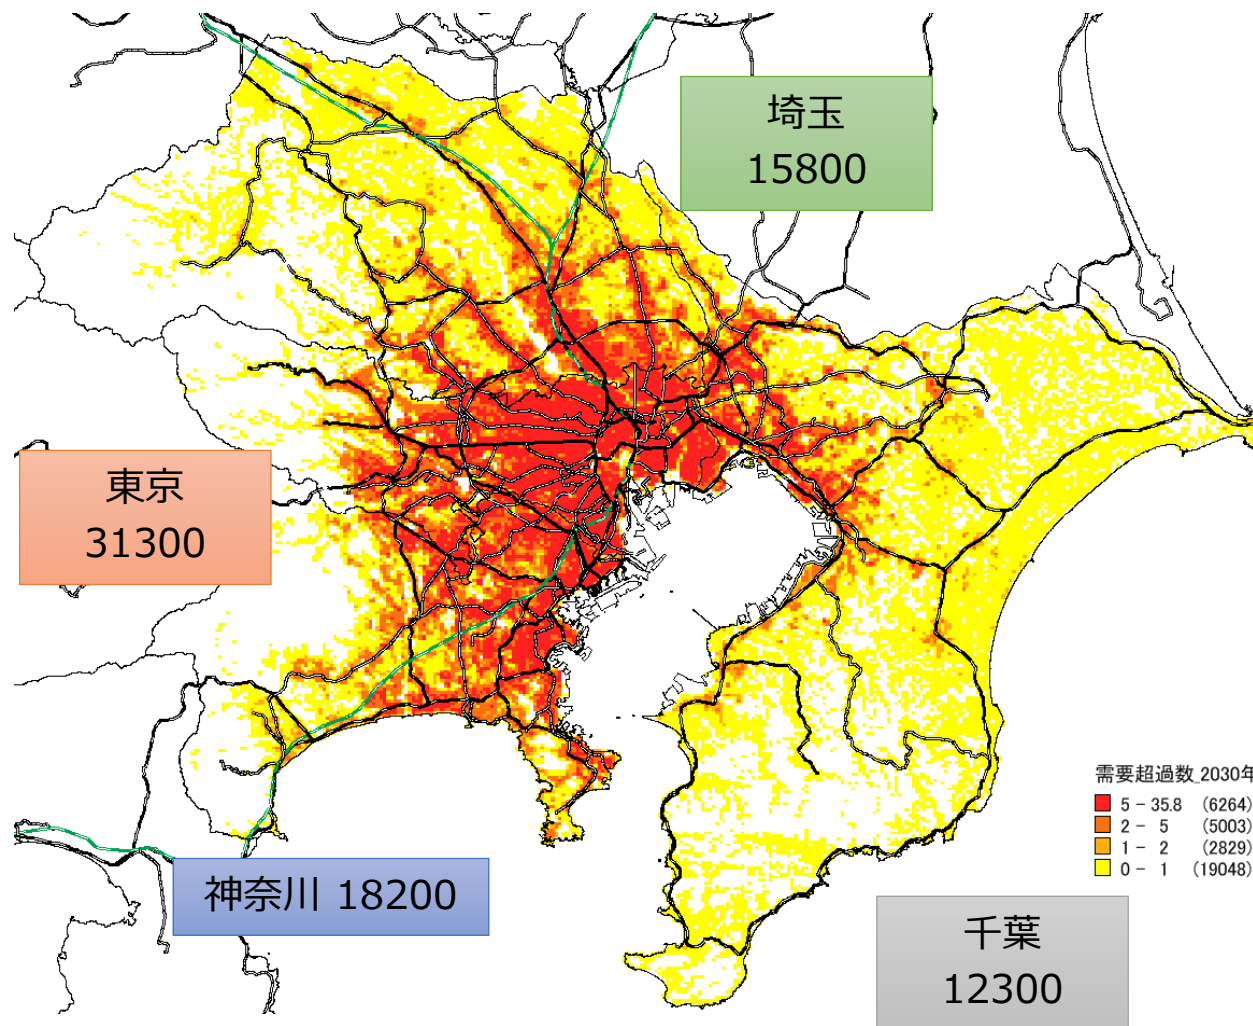 埼玉
15800
東京
31300
需要超過数_2030年
5 - 35.8 (6264)
2 - 5 (5003)
1 - 2 (2829)
0 - 1 (19048)
神奈川 18200
千葉
12300